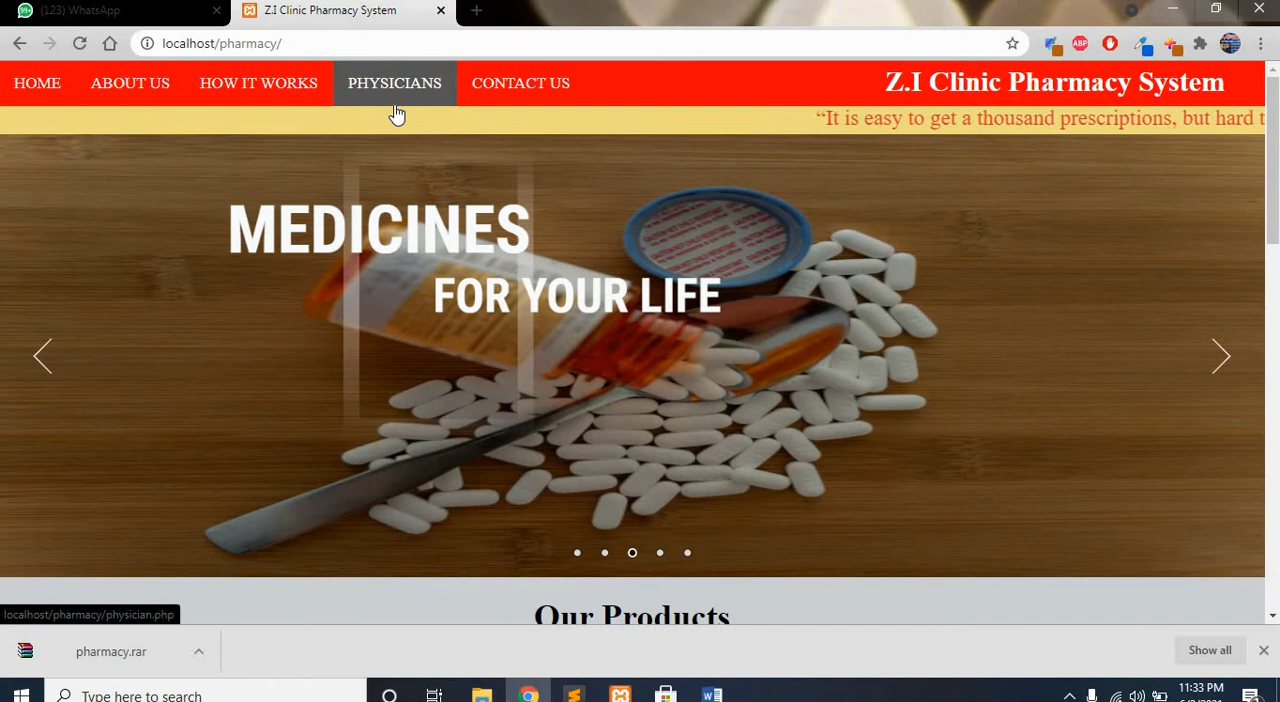 (123) WhatsApp
Z.I Clinic Pharmacy System
localhost/pharmacy/
ABP
HOME ABOUT US HOW IT WORKS PHYSICIANS CONTACT US Z.I Clinic Pharmacy System
“It is easy to get a thousand prescriptions, but hard t
MEDICINES
FOR YOUR LIFE
Our Products
localhost/pharmacy/physician.php
pharmacy.rar
Show all
Type here to search
11:33 PM